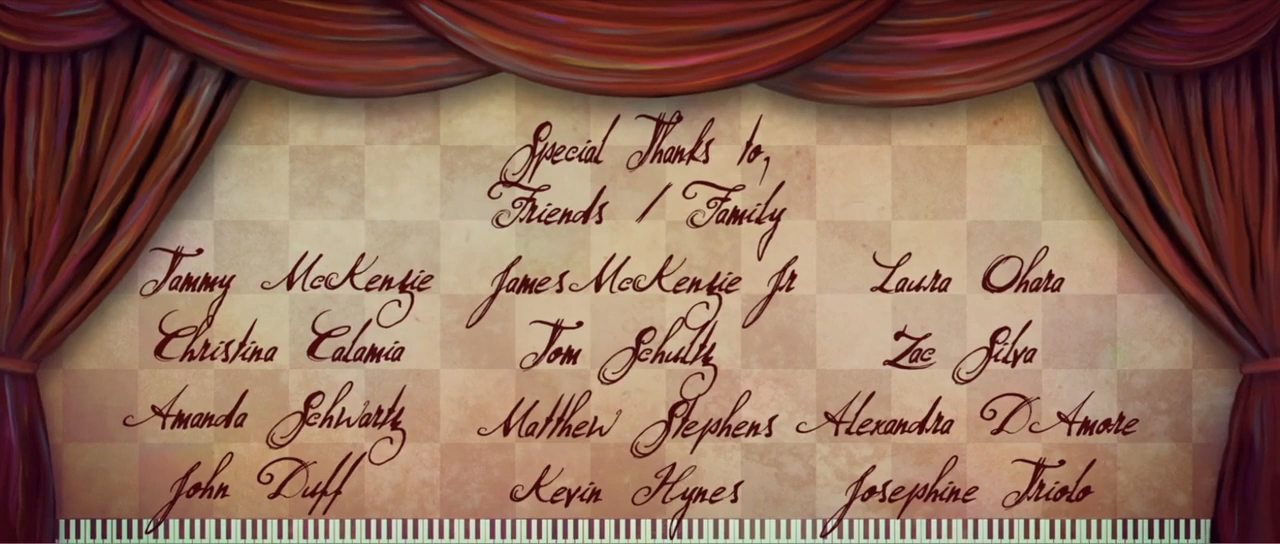 Special Thanks to,
Friends / Family
Tammy McKenzie James McKenzie Jr Laura Ohara
Christina Calamia Tom Schultz Zac Silva
Amanda Schwartz Matthew Stephens Alexandra D Amore
John Duff Kevin Hynes Josephine Triolo